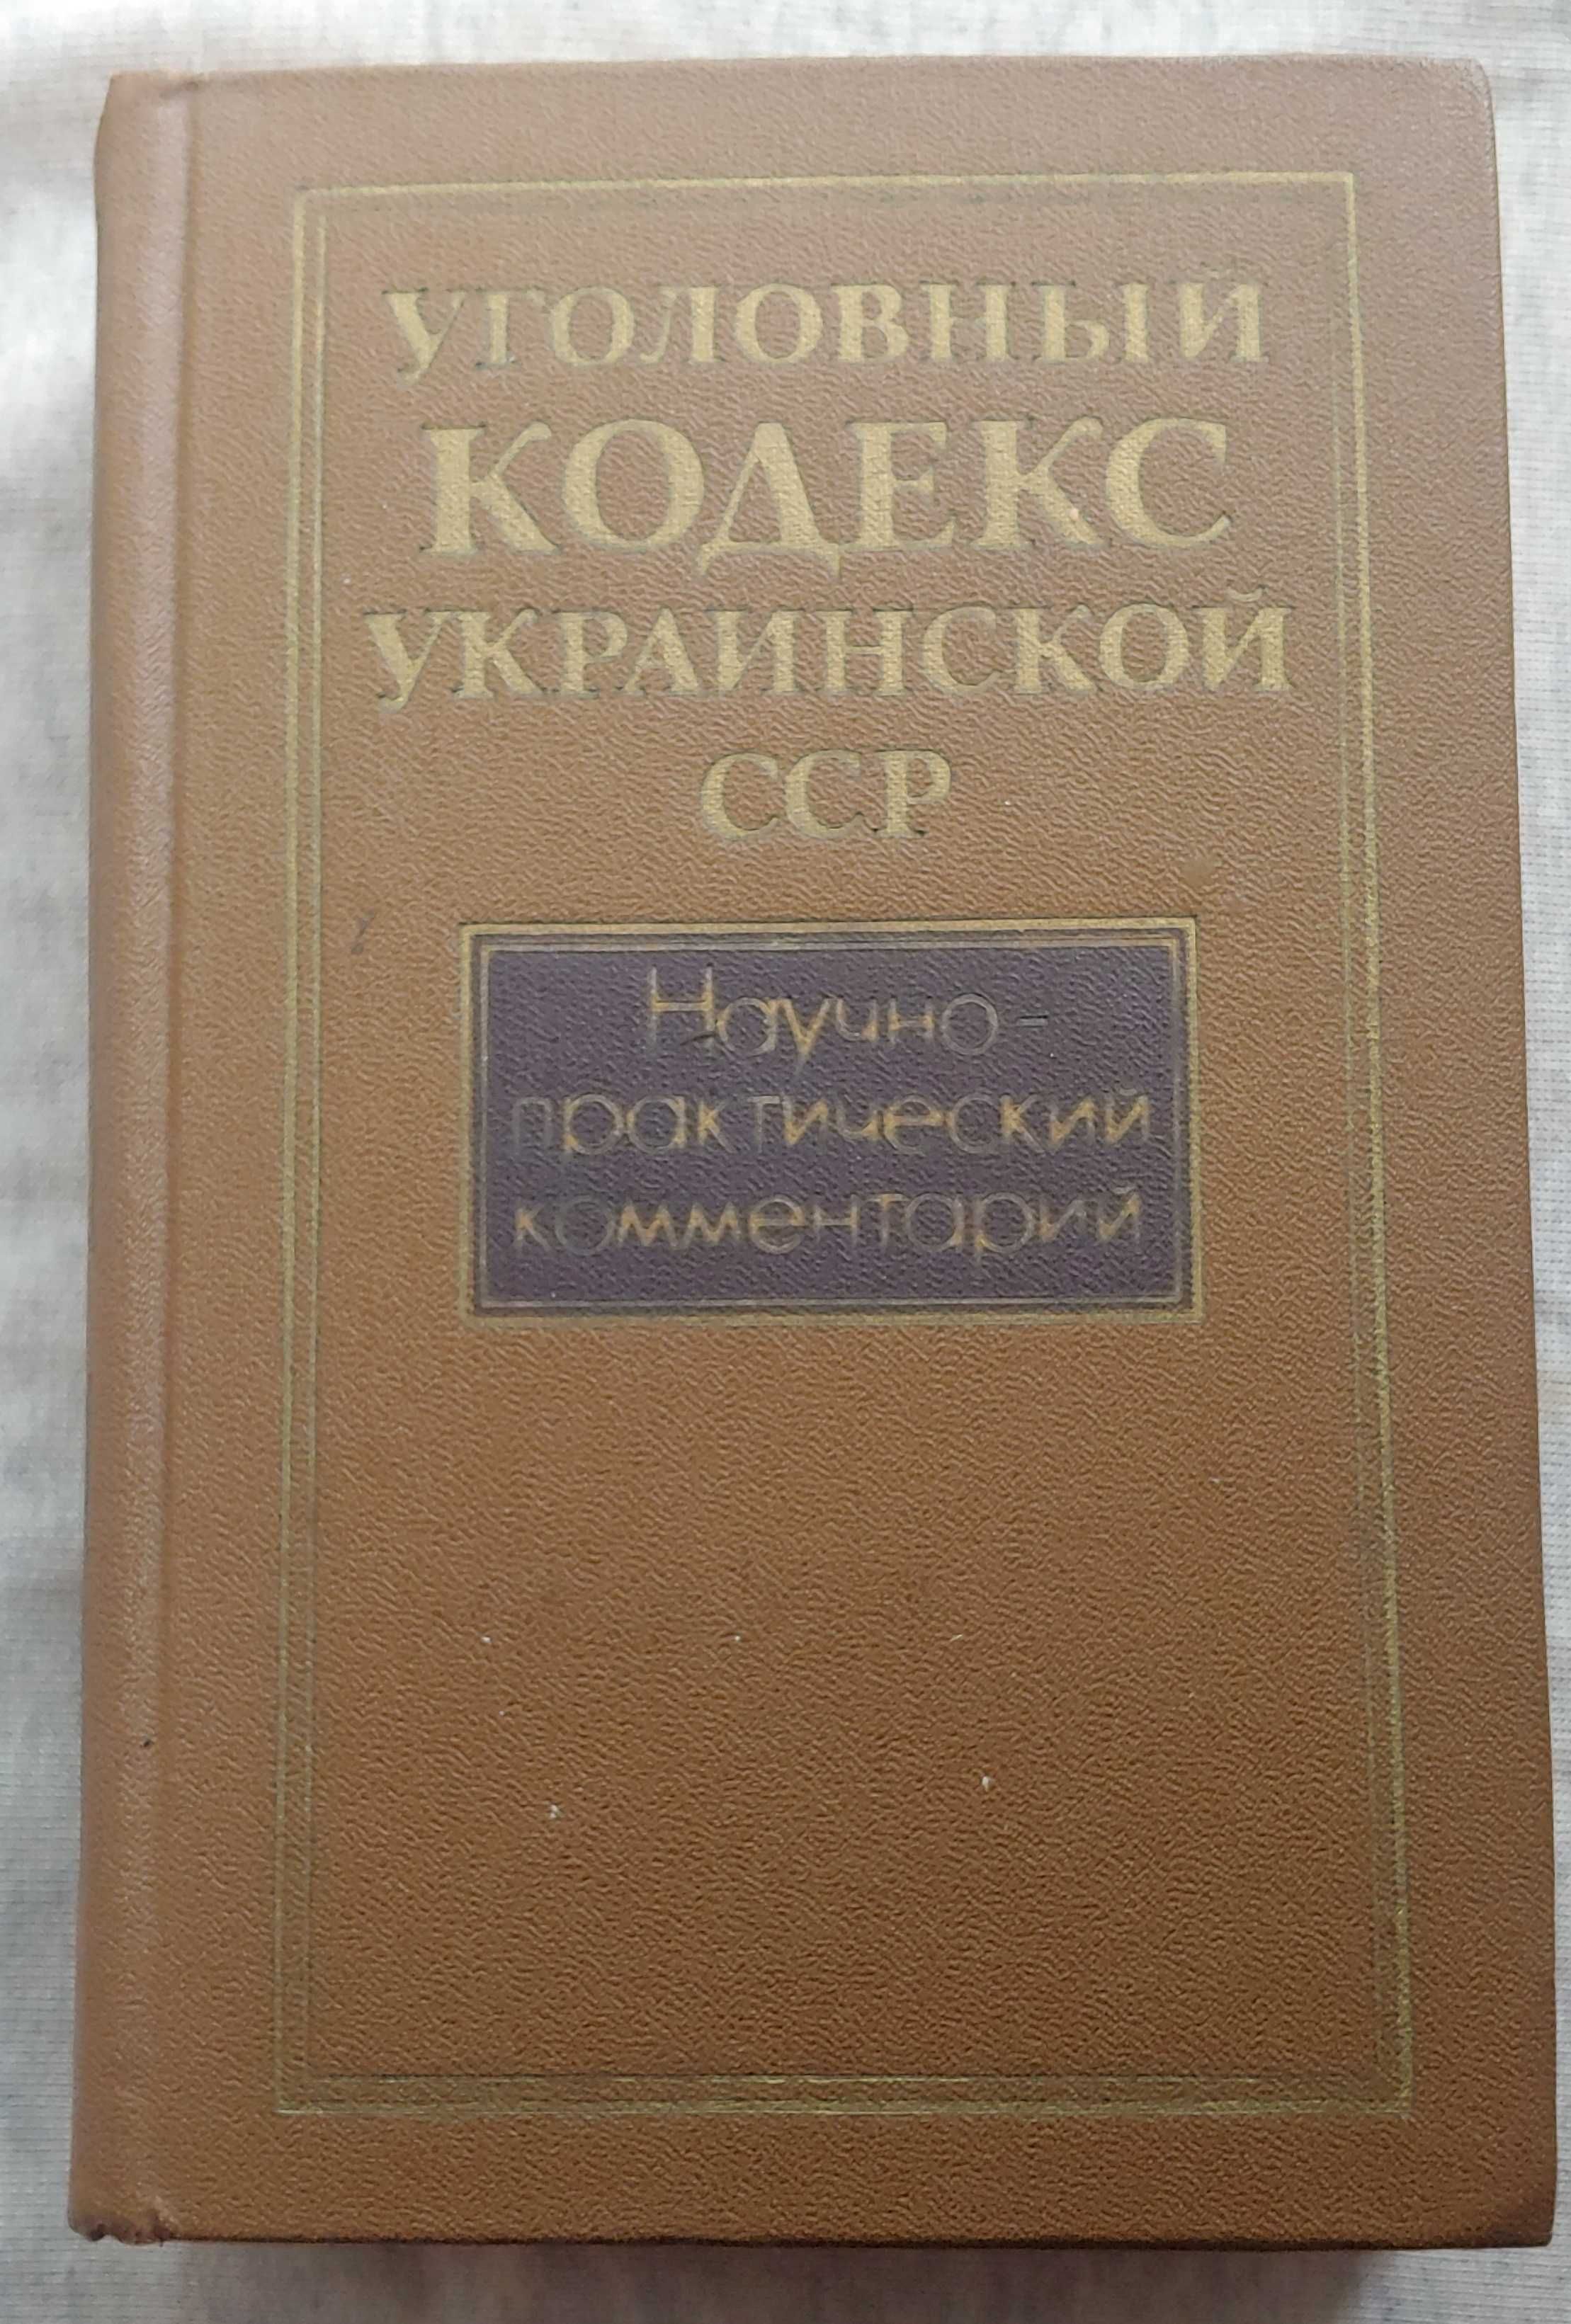 УГОЛОВНЫЙ
КОДЕКС
УКРАИНСКОЙ
ССР
Научно-
практический
комментарий